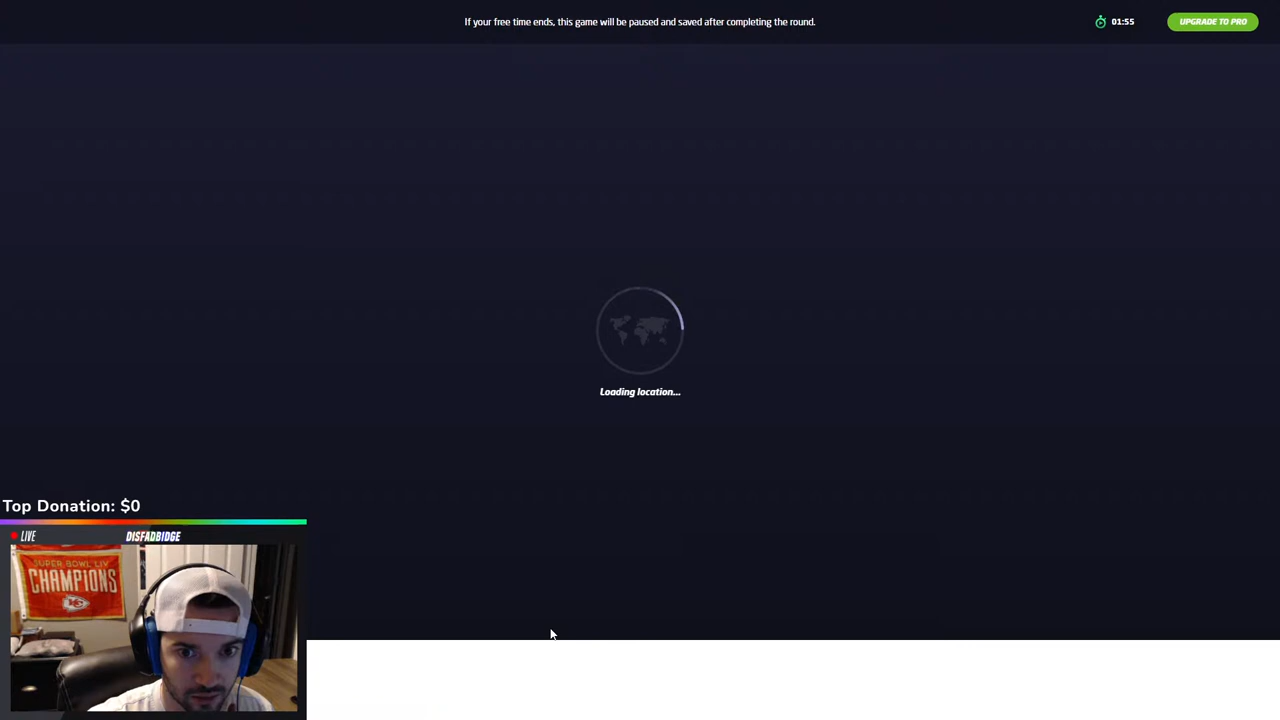 If your free time ends, this game will be paused and saved after completing the round.
01:55
UPGRADE TO PRO
Loading location...
Top Donation: $0
LIVE
DISFADBIDGE
SUPER BOWL LIV
CHAMPIONS
KC